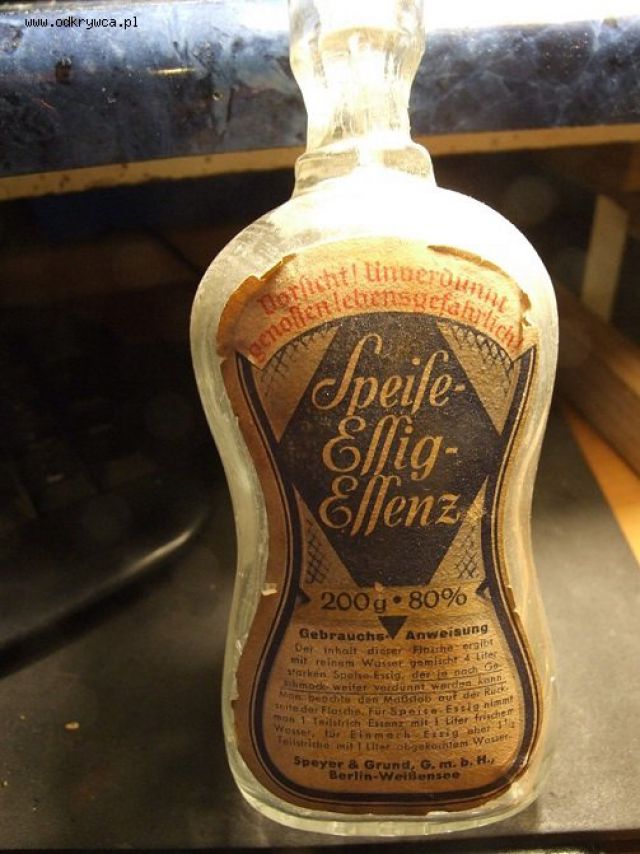 www.odkrywca.pl
Vorsicht! Unverdünnt
genossen lebensgefährlich!
Speise-
Essig-
Essenz
200g • 80%
Gebrauchs-Anweisung
Der Inhalt dieser Flasche ergibt
mit reinem Wasser gemischt 4 Liter
starken Speise-Essig, der je nach Ge-
schmack weiter verdünnt werden kann.
Man beachte den Maßstab auf der Rück-
seite der Flasche. Für Speise-Essig nimmt
man 1 Teilstrich Essenz mit 1 Liter frischem
Wasser, für Einmach-Essig aber 1½
Teilstriche mit 1 Liter abgekochtem Wasser.
Speyer & Grund, G. m. b. H.,
Berlin-Weißensee